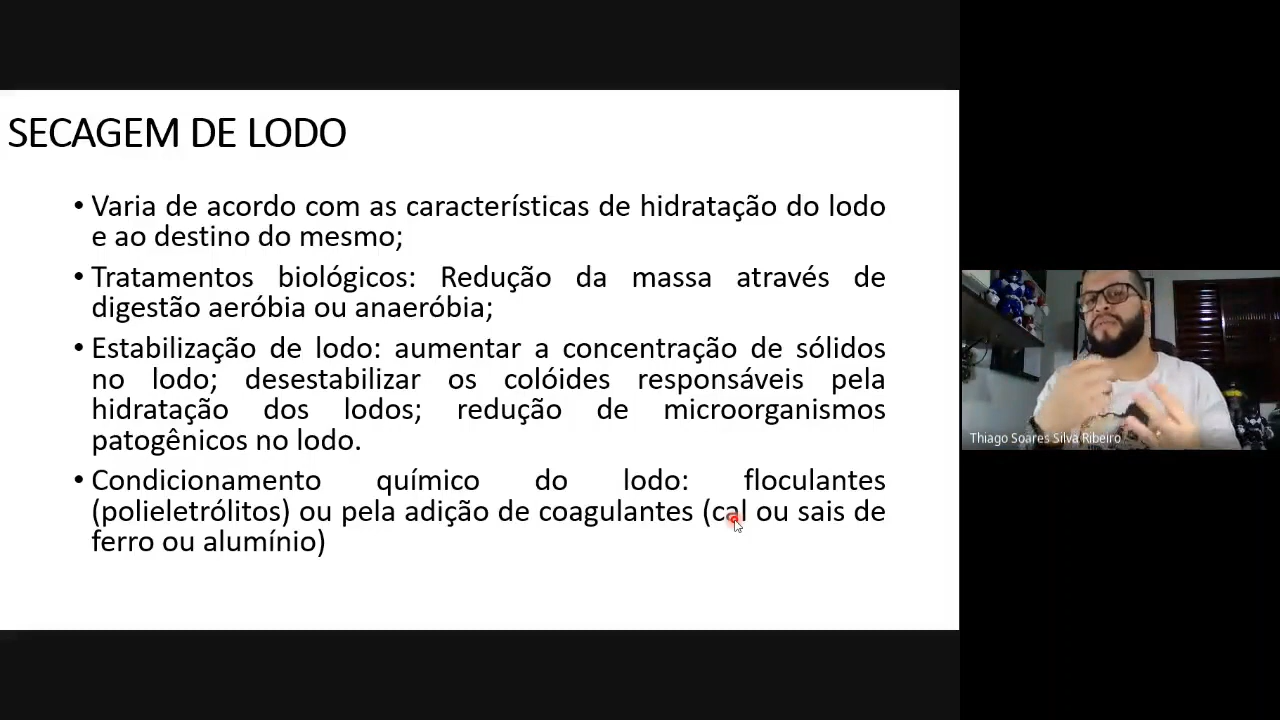 SECAGEM DE LODO
• Varia de acordo com as características de hidratação do lodo
e ao destino do mesmo;
• Tratamentos biológicos: Redução da massa através de
digestão aeróbia ou anaeróbia;
• Estabilização de lodo: aumentar a concentração de sólidos
no lodo; desestabilizar os colóides responsáveis pela
hidratação dos lodos; redução de microorganismos
patogênicos no lodo.
• Condicionamento químico do lodo: floculantes
(polieletrólitos) ou pela adição de coagulantes (cal ou sais de
ferro ou alumínio)
Thiago Soares Silva Ribeiro